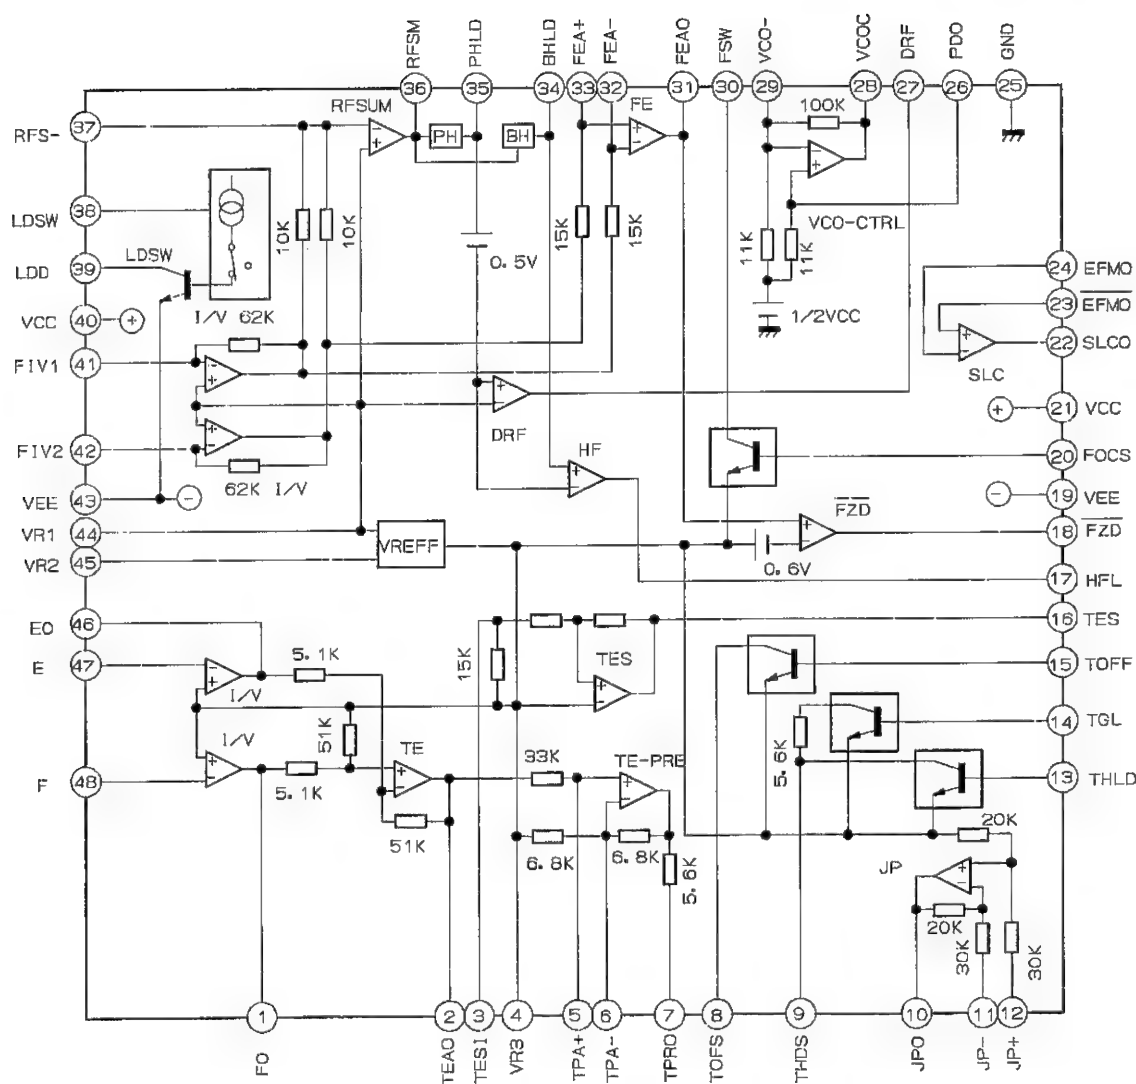 RFSM
PHLD
BHLD
FEA+
FEA-
FEAO
FSW
VCO-
VCOC
DRF
PDO
GND
36
35
34
33
32
31
30
29
28
27
26
25
RFS-
37
RFSUM
PH
BH
FE
100K
LDSW
38
10K
10K
15K
15K
VCO-CTRL
11K
11K
LDD
39
LDSW
0.5V
24
EFMO
VCC
40
+
I/V 62K
1/2VCC
23
EFMO
FIV1
41
22
SLCO
SLC
DRF
+
21
VCC
FIV2
42
62K I/V
HF
20
FOCS
VEE
43
-
-
19
VEE
VR1
44
VREFF
FZD
18
FZD
VR2
45
0.6V
17
HFL
EO
46
16
TES
E
47
5.1K
15K
TES
15
TOFF
I/V
I/V
51K
TE
33K
TE-PRE
5.6K
14
TGL
F
48
5.1K
13
THLD
51K
6.8K
6.8K
5.6K
20K
JP
20K
30K
30K
1
2
3
4
5
6
7
8
9
10
11
12
FO
TEAO
TESI
VR3
TPA+
TPA-
TPRO
TOFS
THDS
JPO
JP-
JP+